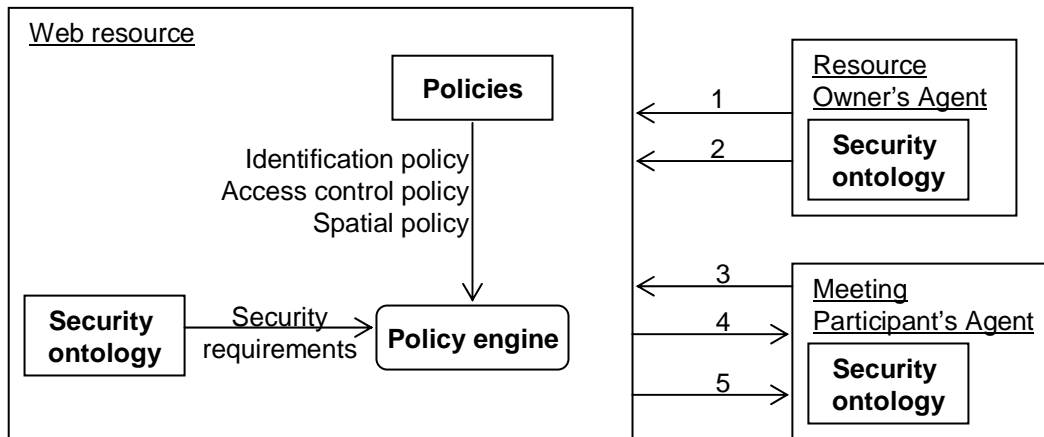 Web resource
Policies
Identification policy
Access control policy
Spatial policy
Security
ontology
Security
requirements
Policy engine
1
2
3
4
5
Resource
Owner's Agent
Security
ontology
Meeting
Participant's Agent
Security
ontology